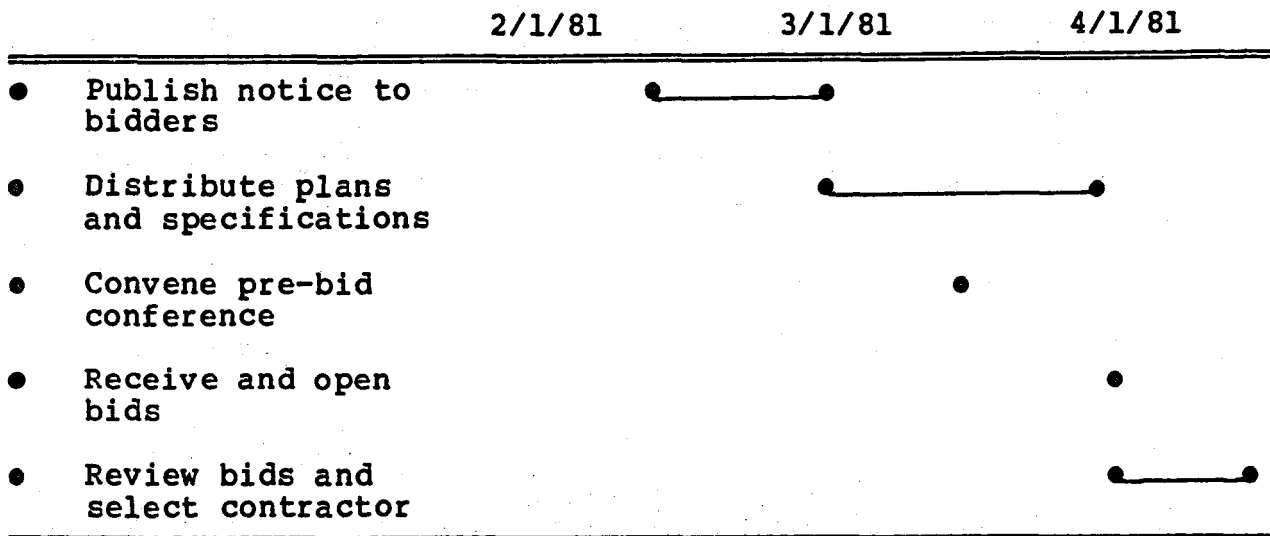 2/1/81 3/1/81 4/1/81
● Publish notice to
bidders
● Distribute plans
and specifications
● Convene pre-bid
conference
● Receive and open
bids
● Review bids and
select contractor